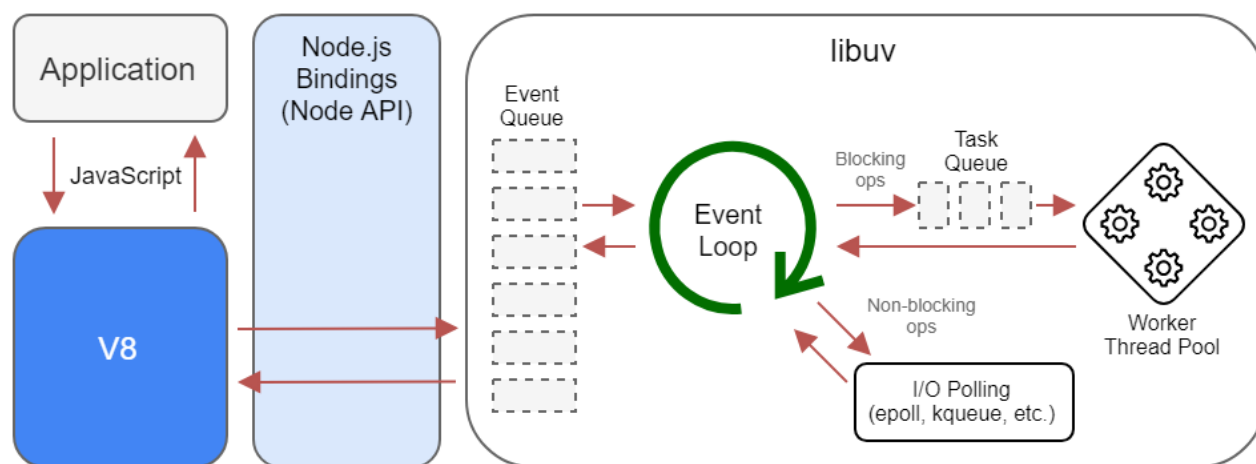 Application
JavaScript
V8
Node.js
Bindings
(Node API)
libuv
Event
Queue
Event
Loop
Blocking
ops
Task
Queue
Worker
Thread Pool
Non-blocking
ops
I/O Polling
(epoll, kqueue, etc.)